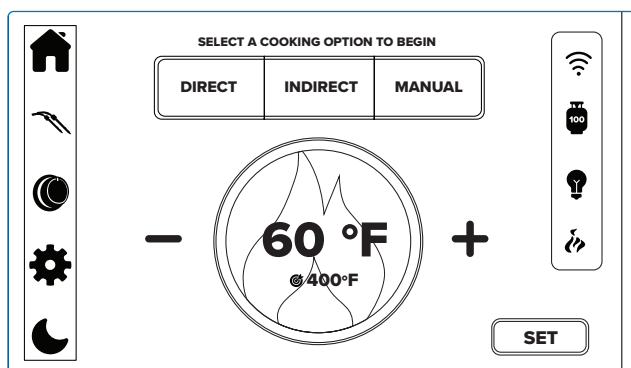 SELECT A COOKING OPTION TO BEGIN
DIRECT INDIRECT MANUAL
100
60 °F
400°F
SET